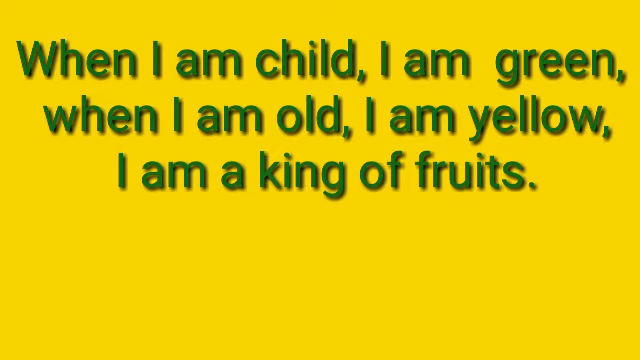 When I am child, I am green,
when I am old, I am yellow,
I am a king of fruits.